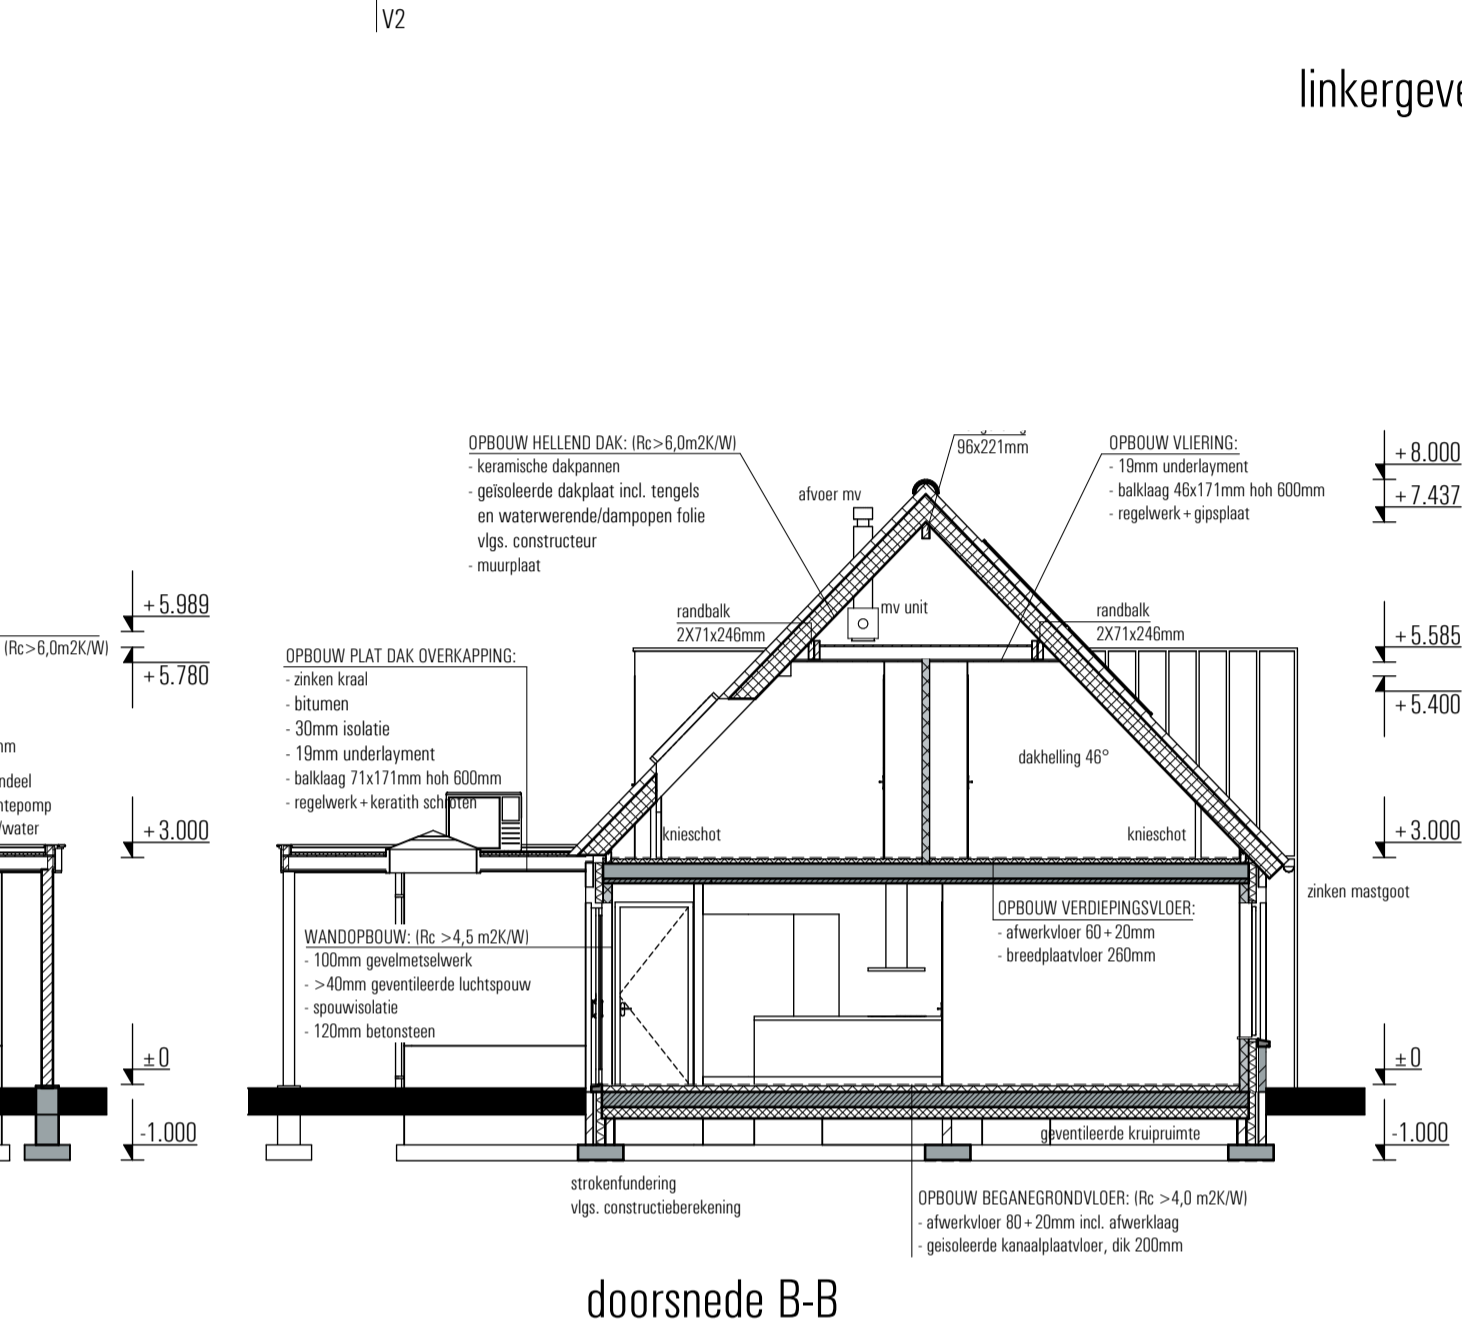 V2
linkergeve
OPBOUW HELLEND DAK: (Rc>6,0m2K/W)
- keramische dakpannen
- geïsoleerde dakplaat incl. tengels
en waterwerende/dampopen folie
vlgs. constructeur
- muurplaat
96x221mm
OPBOUW VLIERING:
- 19mm underlayment
- balklaag 46x171mm hoh 600mm
- regelwerk+gipsplaat
+8.000
+7.437
afvoer mv
mv unit
randbalk
2X71x246mm
randbalk
2X71x246mm
+5.989
(Rc>6,0m2K/W)
+5.780
+5.585
+5.400
OPBOUW PLAT DAK OVERKAPPING:
- zinken kraal
- bitumen
- 30mm isolatie
- 19mm underlayment
- balklaag 71x171mm hoh 600mm
- regelwerk+keratith schroten
nm
ndeel
ntepomp
/water
dakhelling 46°
+3.000
knieschot
knieschot
+3.000
zinken mastgoot
OPBOUW VERDIEPINGSVLOER:
- afwerkvloer 60+20mm
- breedplaatvloer 260mm
WANDOPBOUW: (Rc >4,5 m2K/W)
- 100mm gevelmetselwerk
- >40mm geventileerde luchtspouw
- spouwisolatie
- 120mm betonsteen
±0
±0
-1.000
geventileerde kruipruimte
-1.000
strokenfundering
vlgs. constructieberekening
OPBOUW BEGANEGRONDVLOER: (Rc >4,0 m2K/W)
- afwerkvloer 80+20mm incl. afwerklaag
- geisoleerde kanaalplaatvloer, dik 200mm
doorsnede B-B